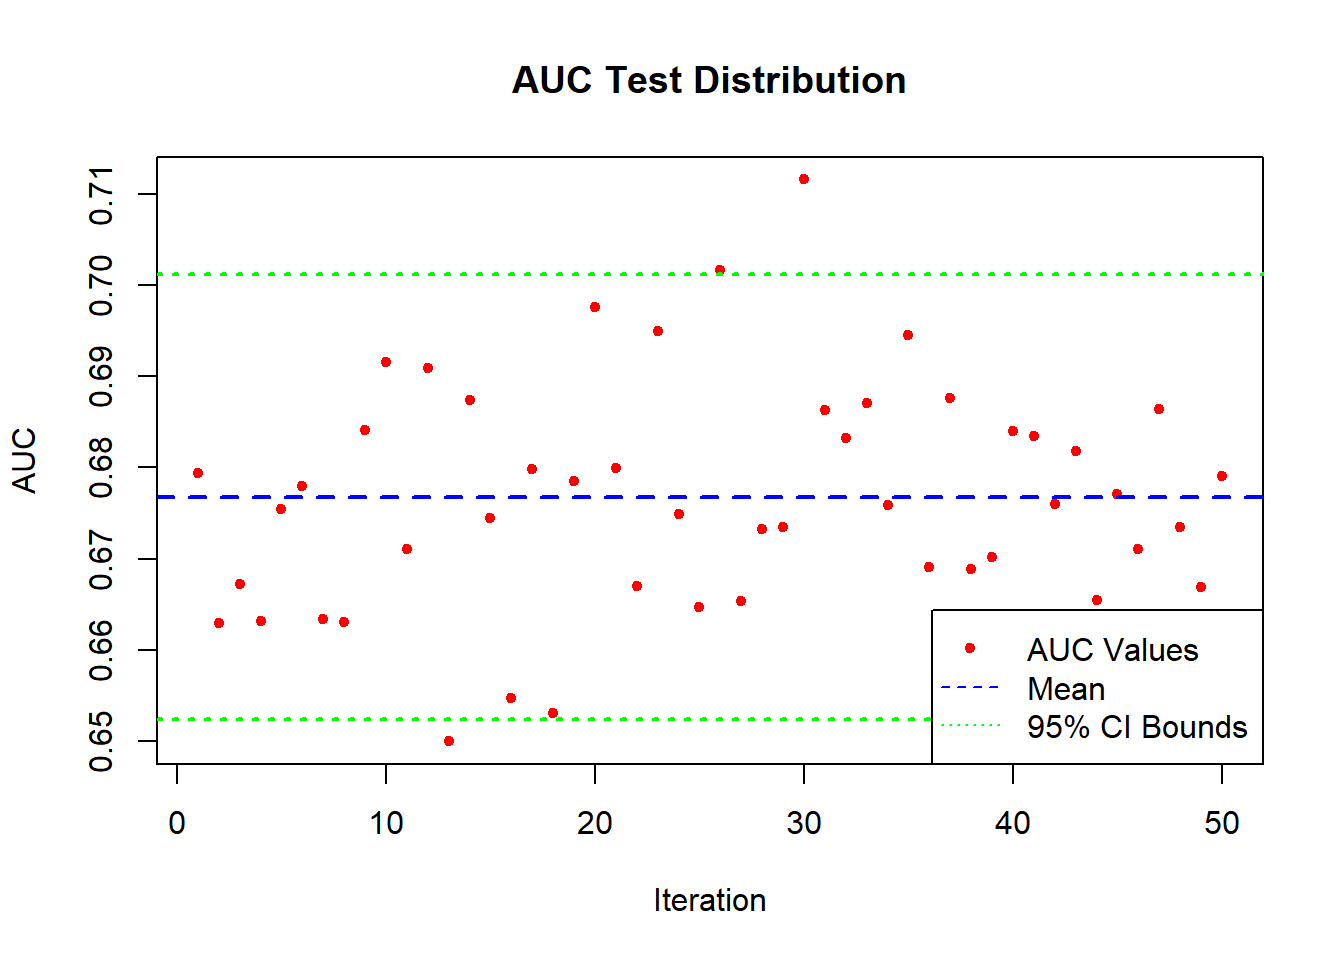 AUC Test Distribution
AUC
0.71
0.70
0.69
0.68
0.67
0.66
0.65
AUC Values
Mean
95% CI Bounds
0 10 20 30 40 50
Iteration